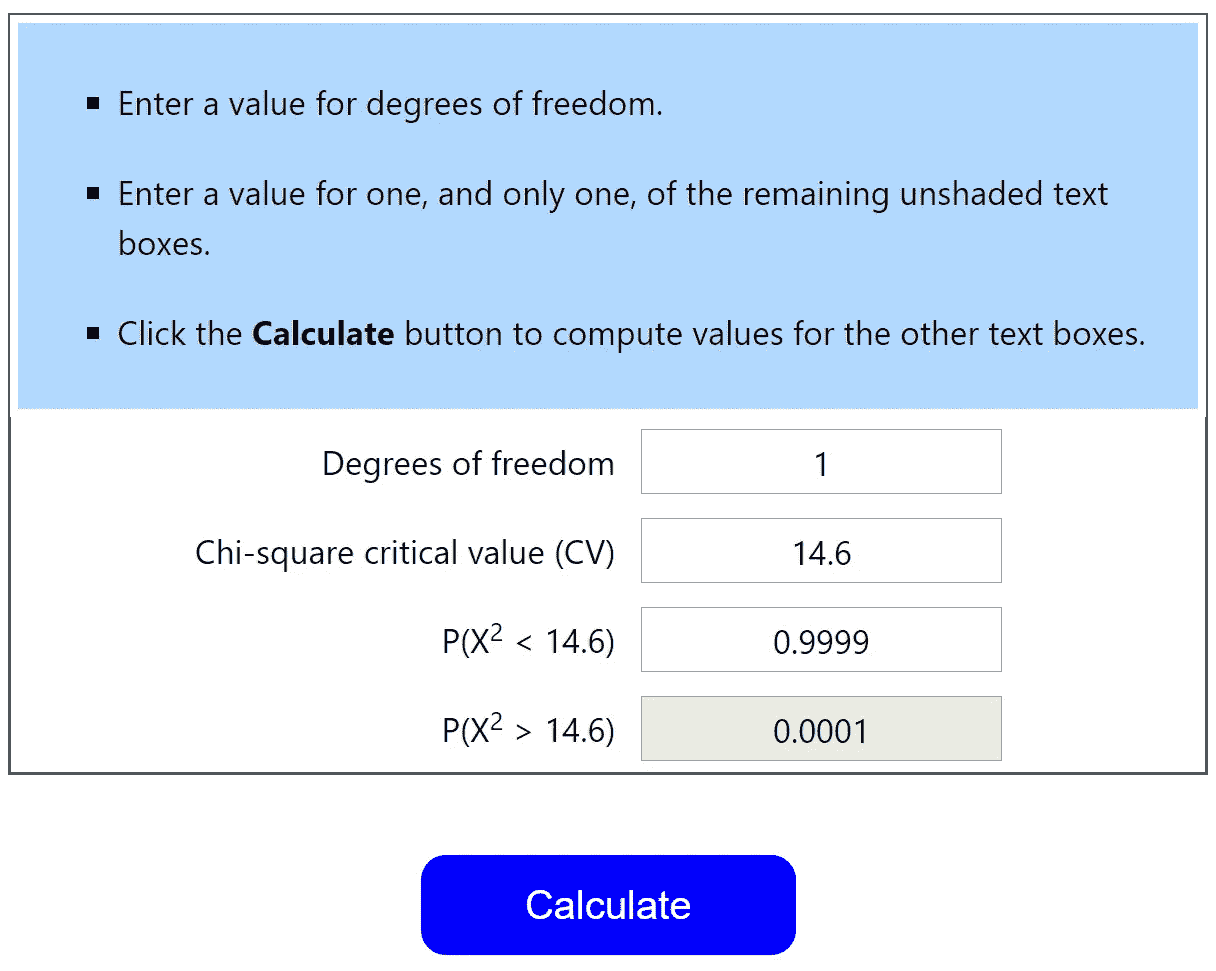 Enter a value for degrees of freedom.
Enter a value for one, and only one, of the remaining unshaded text
boxes.
Click the Calculate button to compute values for the other text boxes.
Degrees of freedom 1
Chi-square critical value (CV) 14.6
P(X² < 14.6) 0.9999
P(X² > 14.6) 0.0001
Calculate